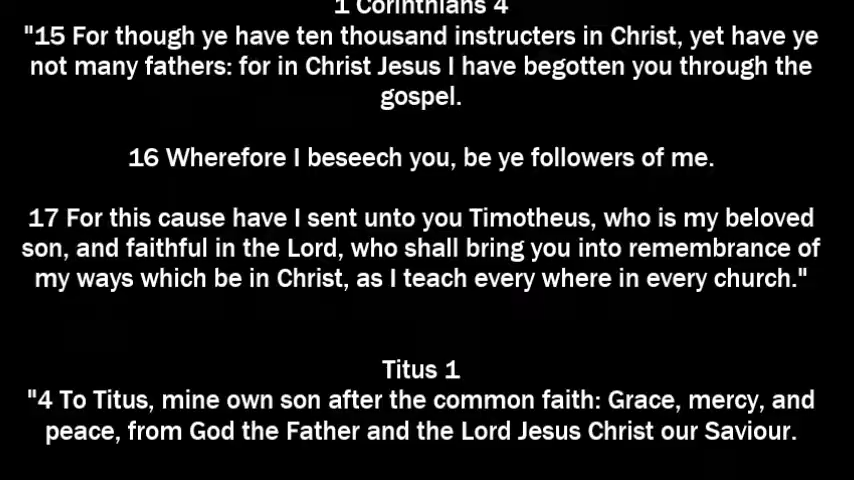 1 Corinthians 4
"15 For though ye have ten thousand instructers in Christ, yet have ye
not many fathers: for in Christ Jesus I have begotten you through the
gospel.
16 Wherefore I beseech you, be ye followers of me.
17 For this cause have I sent unto you Timotheus, who is my beloved
son, and faithful in the Lord, who shall bring you into remembrance of
my ways which be in Christ, as I teach every where in every church."
Titus 1
"4 To Titus, mine own son after the common faith: Grace, mercy, and
peace, from God the Father and the Lord Jesus Christ our Saviour.